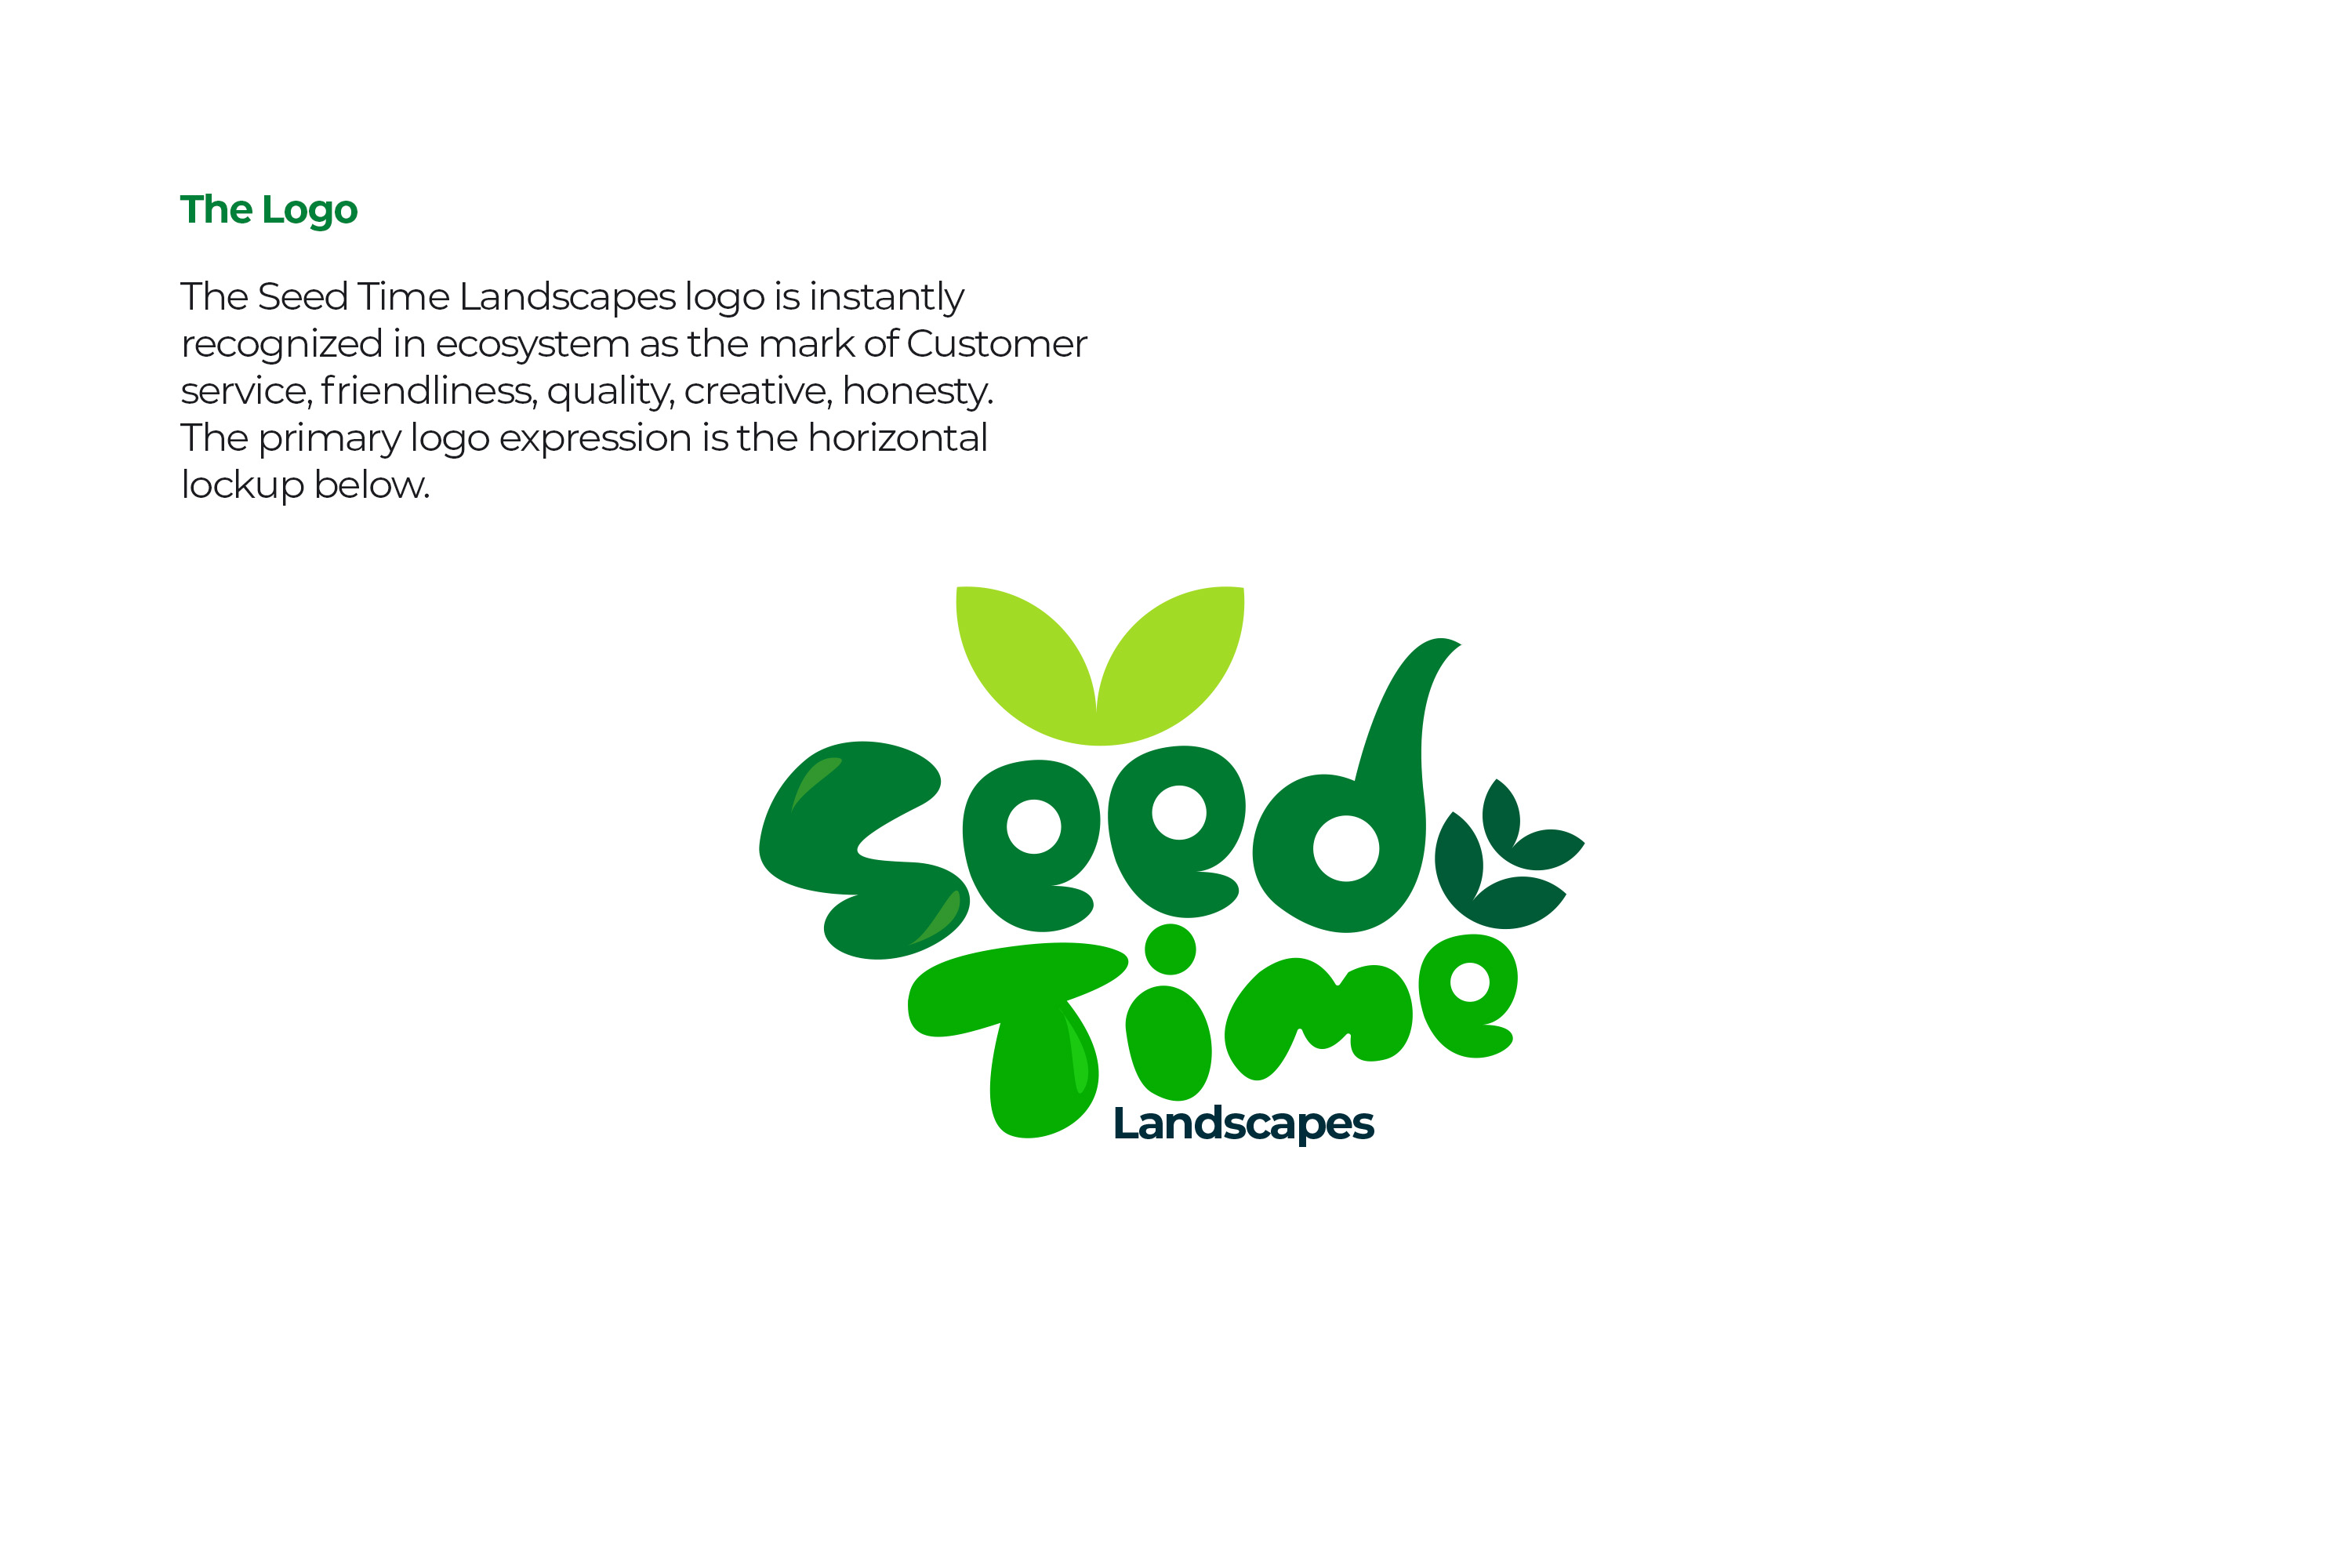 The Logo
The Seed Time Landscapes logo is instantly
recognized in ecosystem as the mark of Customer
service, friendliness, quality, creative, honesty.
The primary logo expression is the horizontal
lockup below.
Seed
Time
Landscapes